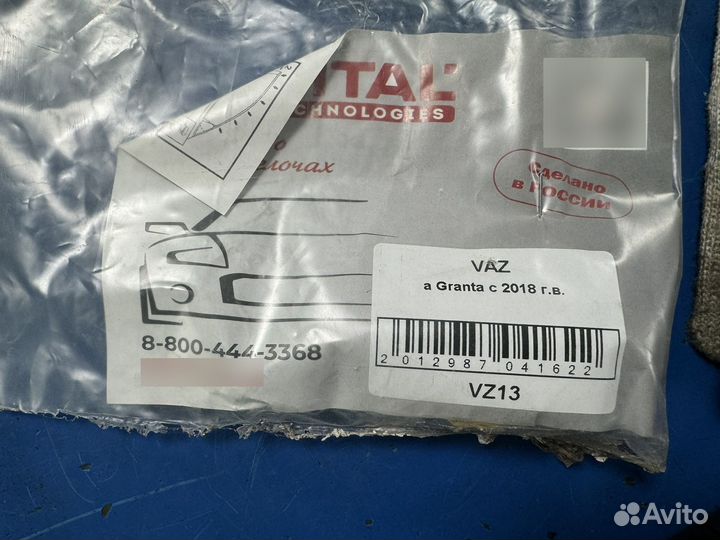 ITAL
CHNOLOGIES
о
елочах
Сделано
в РОССИИ
VAZ
а Granta с 2018 г.в.
2 012987 041622
VZ13
8-800-444-3368
Avito